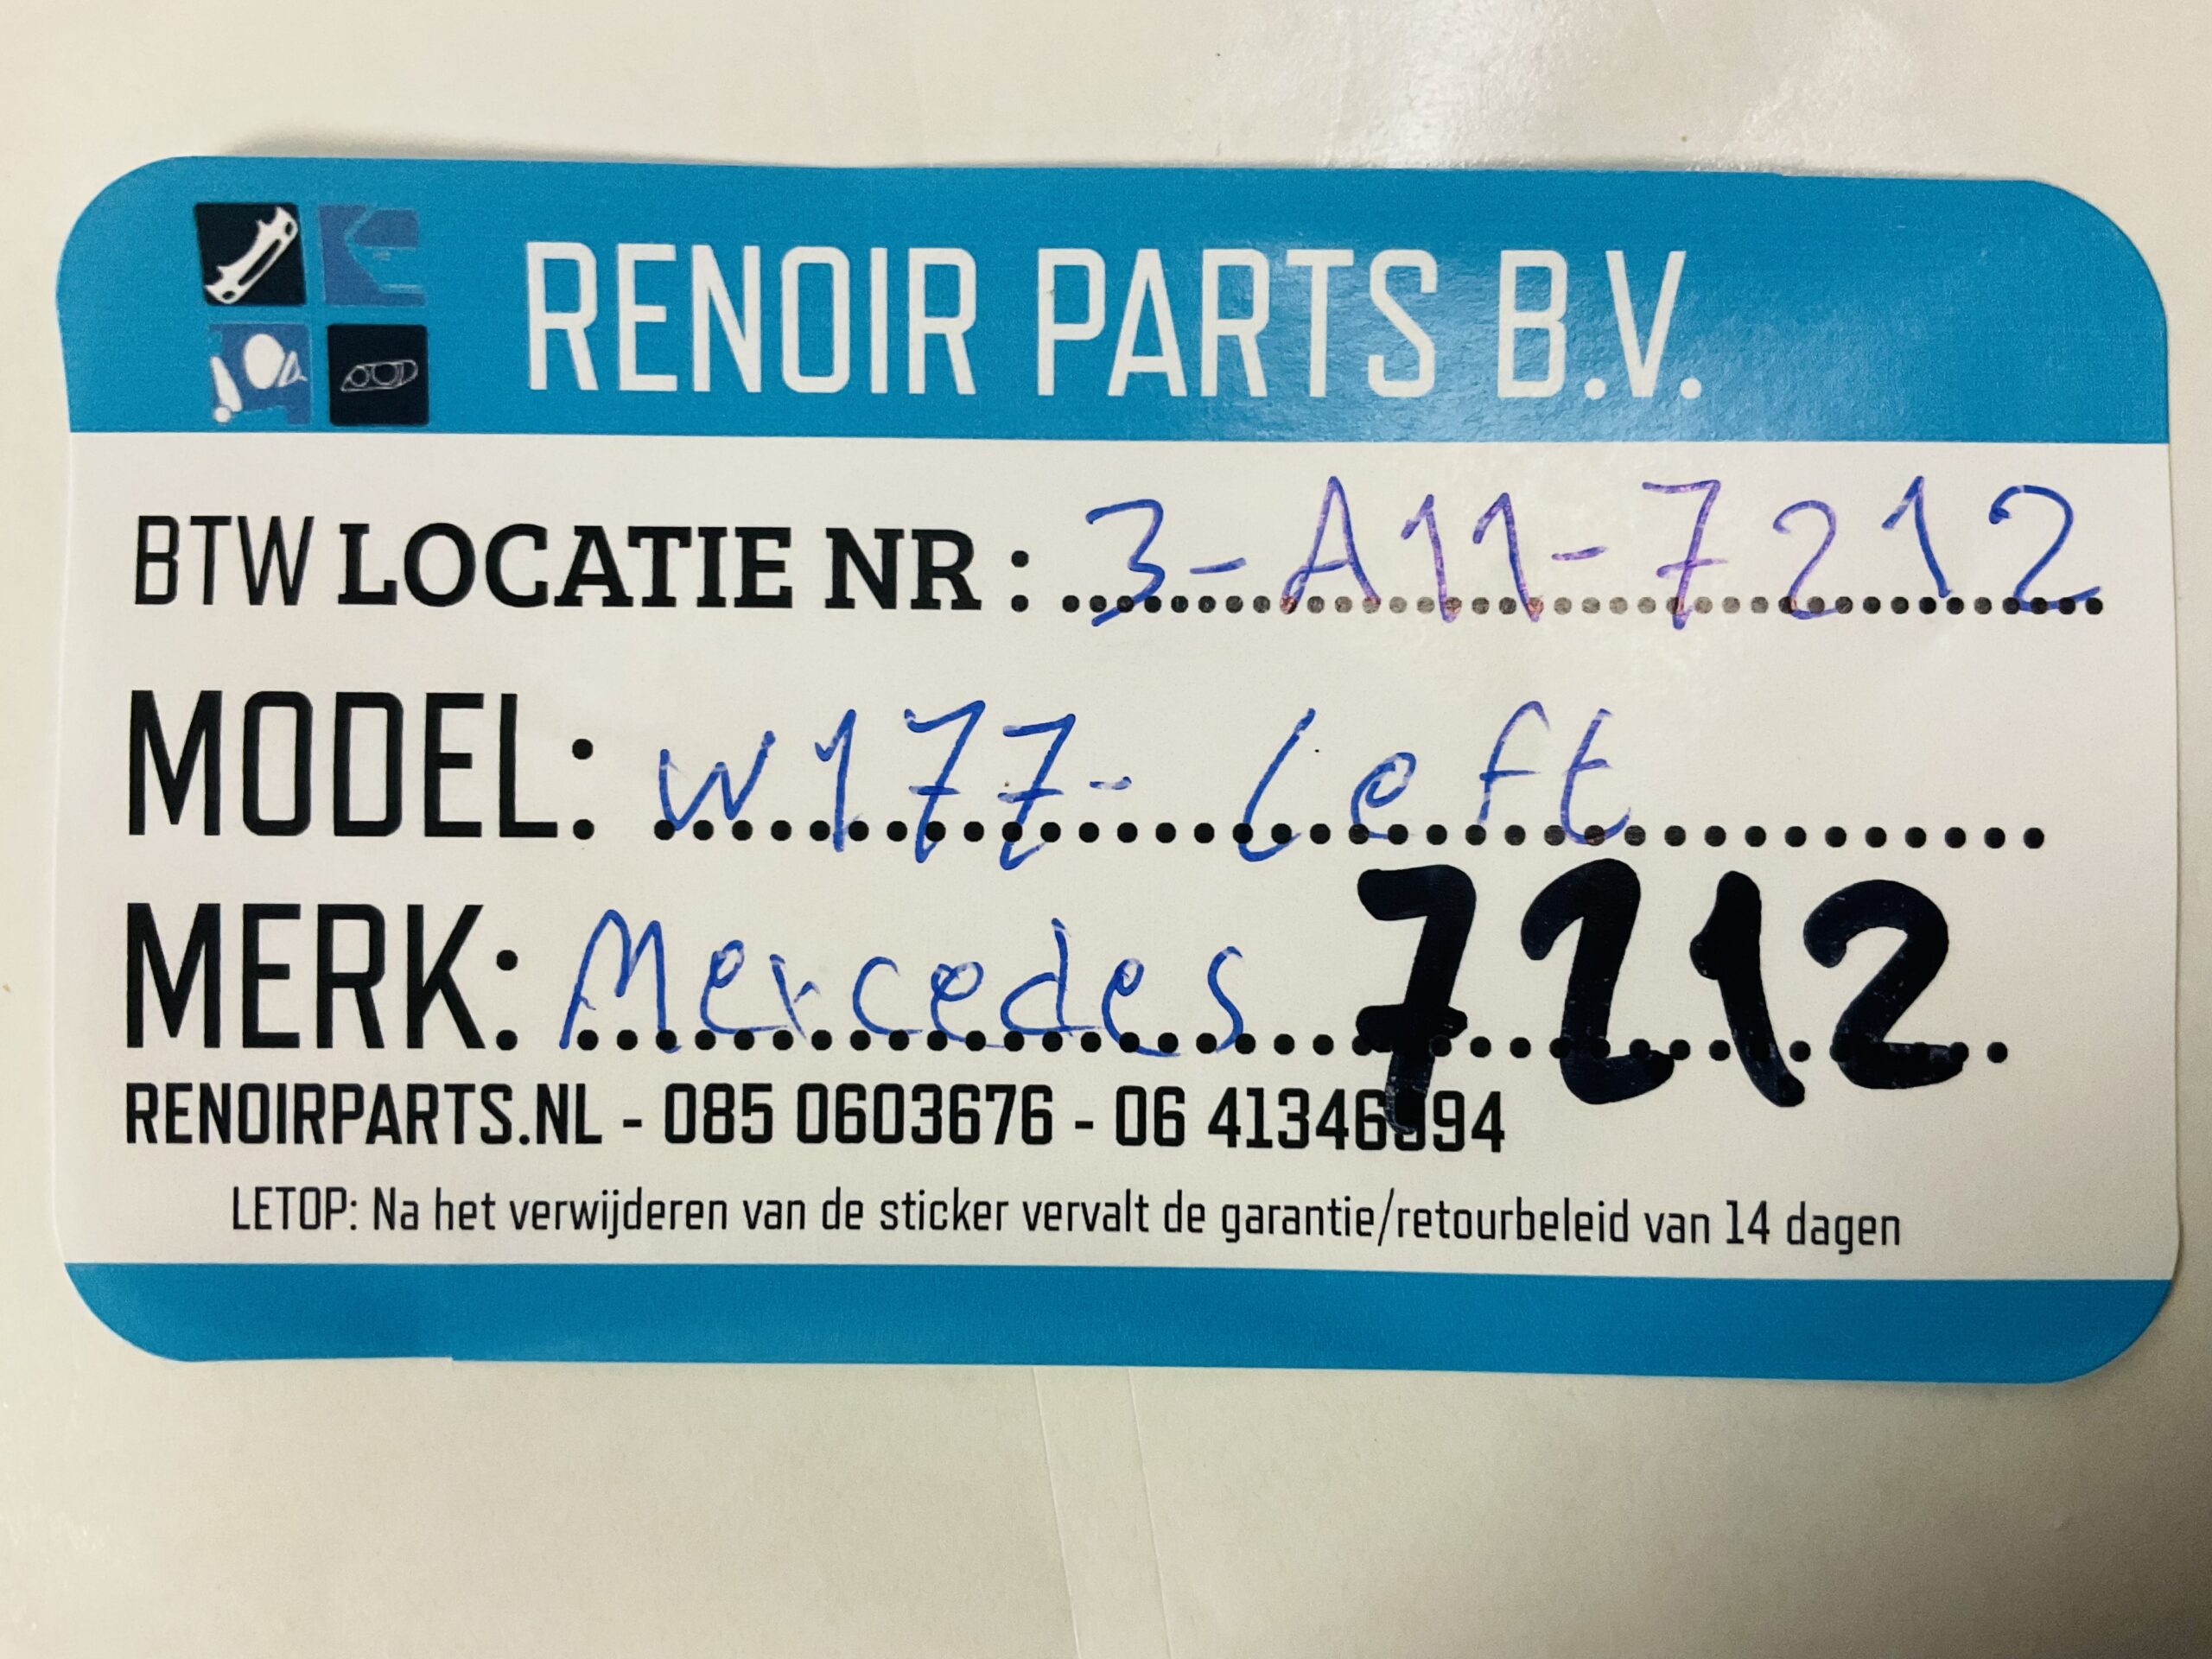 RENOIR PARTS B.V.
BTW LOCATIE NR : 3-A11-7212
MODEL: W177- Left
MERK: Mercedes 7212
RENOIRPARTS.NL - 085 0603676 - 06
LETOP: Na het verwijderen van de sticker vervalt de garantie/retourbeleid van 14 dagen